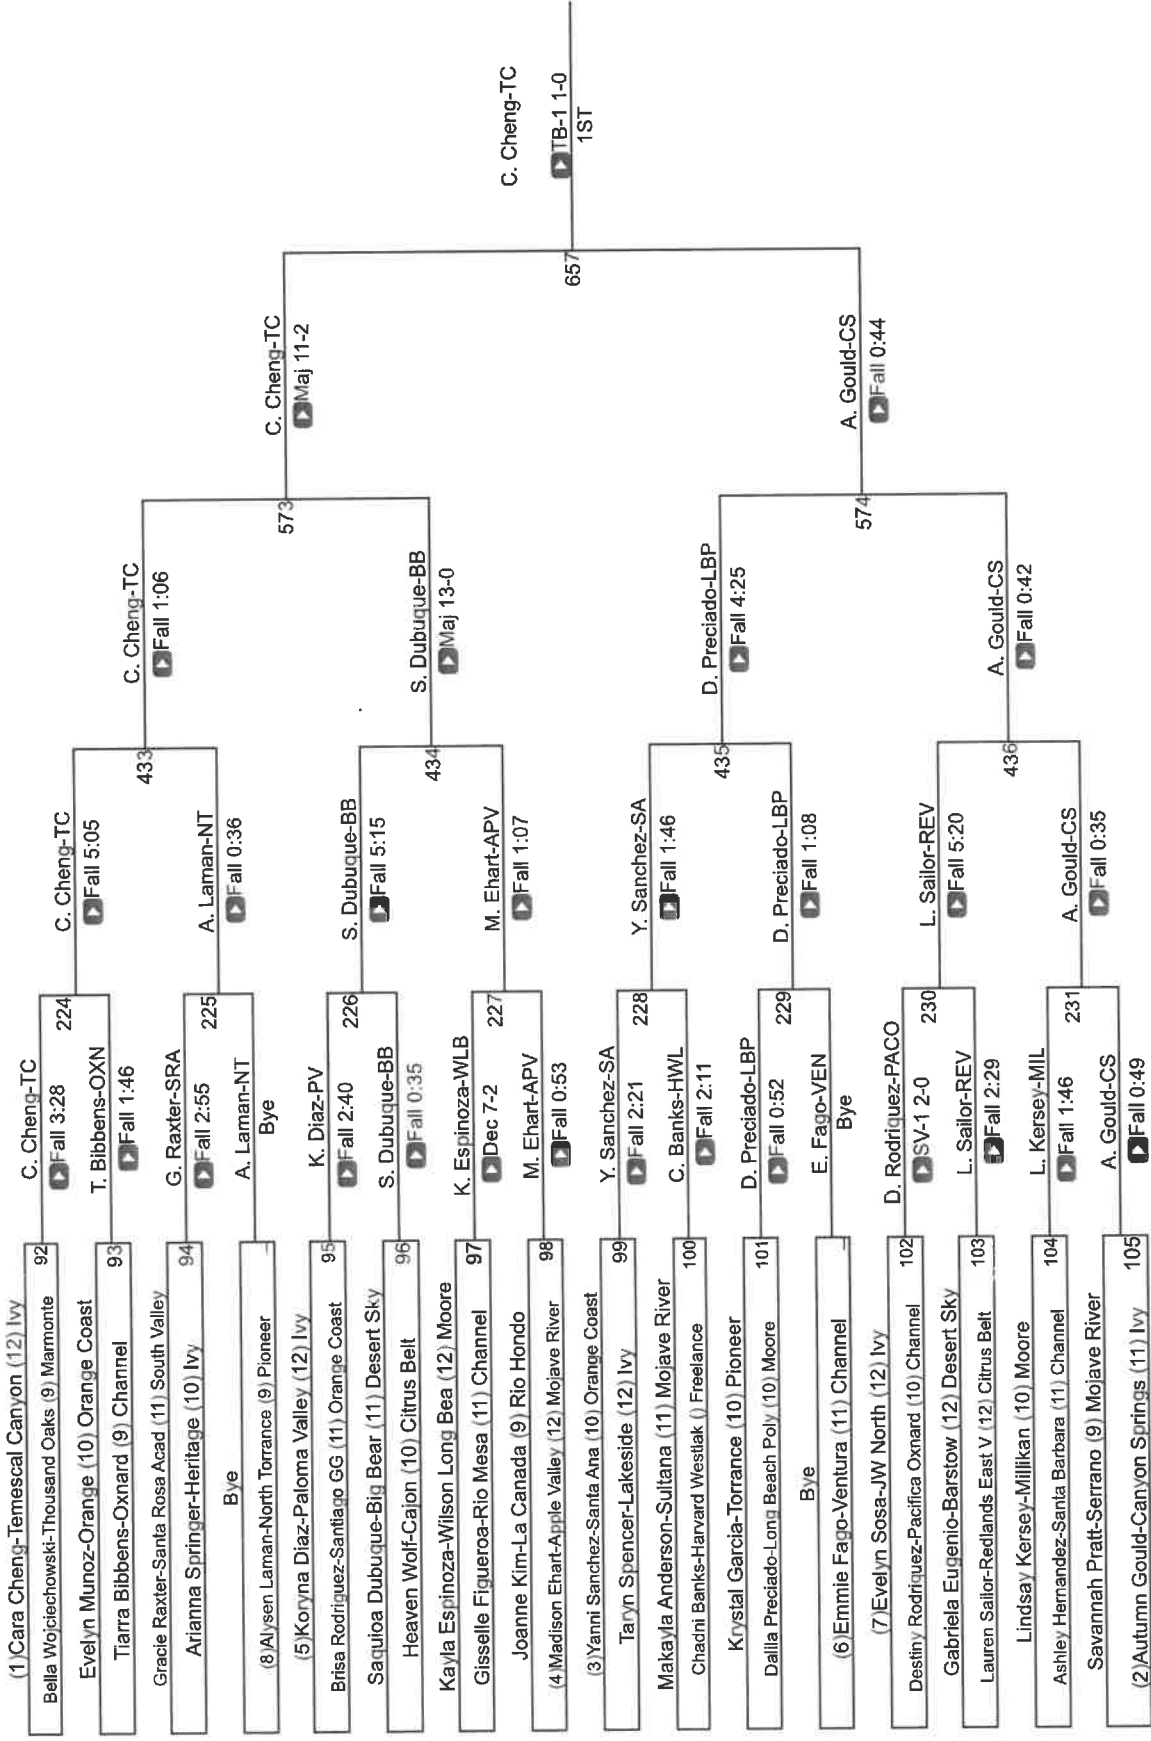 (1)Cara Cheng-Temescal Canyon (12) Ivy
92
Bella Wojciechowski-Thousand Oaks (9) Marmonte
Evelyn Munoz-Orange (10) Orange Coast
93
Tiarra Bibbens-Oxnard (9) Channel
Gracie Raxter-Santa Rosa Acad (11) South Valley
94
Arianna Springer-Heritage (10) Ivy
Bye
(8)Alysen Laman-North Torrance (9) Pioneer
(5)Koryna Diaz-Paloma Valley (12) Ivy
95
Brisa Rodriguez-Santiago GG (11) Orange Coast
Saquioa Dubuque-Big Bear (11) Desert Sky
96
Heaven Wolf-Cajon (10) Citrus Belt
Kayla Espinoza-Wilson Long Bea (12) Moore
97
Gisselle Figueroa-Rio Mesa (11) Channel
Joanne Kim-La Canada (9) Rio Hondo
98
(4)Madison Ehart-Apple Valley (12) Mojave River
(3)Yanni Sanchez-Santa Ana (10) Orange Coast
99
Taryn Spencer-Lakeside (12) Ivy
Makayla Anderson-Sultana (11) Mojave River
100
Chadni Banks-Harvard Westlak () Freelance
Krystal Garcia-Torrance (10) Pioneer
101
Dalila Preciado-Long Beach Poly (10) Moore
Bye
(6)Emmie Fago-Ventura (11) Channel
(7)Evelyn Sosa-JW North (12) Ivy
102
Destiny Rodriquez-Pacifica Oxnard (10) Channel
Gabriela Eugenio-Barstow (12) Desert Sky
103
Lauren Sailor-Redlands East V (12) Citrus Belt
Lindsay Kersey-Millikan (10) Moore
104
Ashley Hernandez-Santa Barbara (11) Channel
Savannah Pratt-Serrano (9) Mojave River
105
(2)Autumn Gould-Canyon Springs (11) Ivy
C. Cheng-TC
Fall 3:28
224
T. Bibbens-OXN
Fall 1:46
G. Raxter-SRA
Fall 2:55
225
A. Laman-NT
Bye
K. Diaz-PV
Fall 2:40
226
S. Dubuque-BB
Fall 0:35
K. Espinoza-WLB
Dec 7-2
227
M. Ehart-APV
Fall 0:53
Y. Sanchez-SA
Fall 2:21
228
C. Banks-HWL
Fall 2:11
D. Preciado-LBP
Fall 0:52
229
E. Fago-VEN
Bye
D. Rodriquez-PACO
SV-1 2-0
230
L. Sailor-REV
Fall 2:29
L. Kersey-MIL
Fall 1:46
231
A. Gould-CS
Fall 0:49
C. Cheng-TC
Fall 5:05
433
A. Laman-NT
Fall 0:36
S. Dubuque-BB
Fall 5:15
434
M. Ehart-APV
Fall 1:07
Y. Sanchez-SA
Fall 1:46
435
D. Preciado-LBP
Fall 1:08
L. Sailor-REV
Fall 5:20
436
A. Gould-CS
Fall 0:35
C. Cheng-TC
Fall 1:06
573
S. Dubuque-BB
Maj 13-0
D. Preciado-LBP
Fall 4:25
574
A. Gould-CS
Fall 0:42
C. Cheng-TC
Maj 11-2
657
A. Gould-CS
Fall 0:44
C. Cheng-TC
TB-1 1-0
1ST